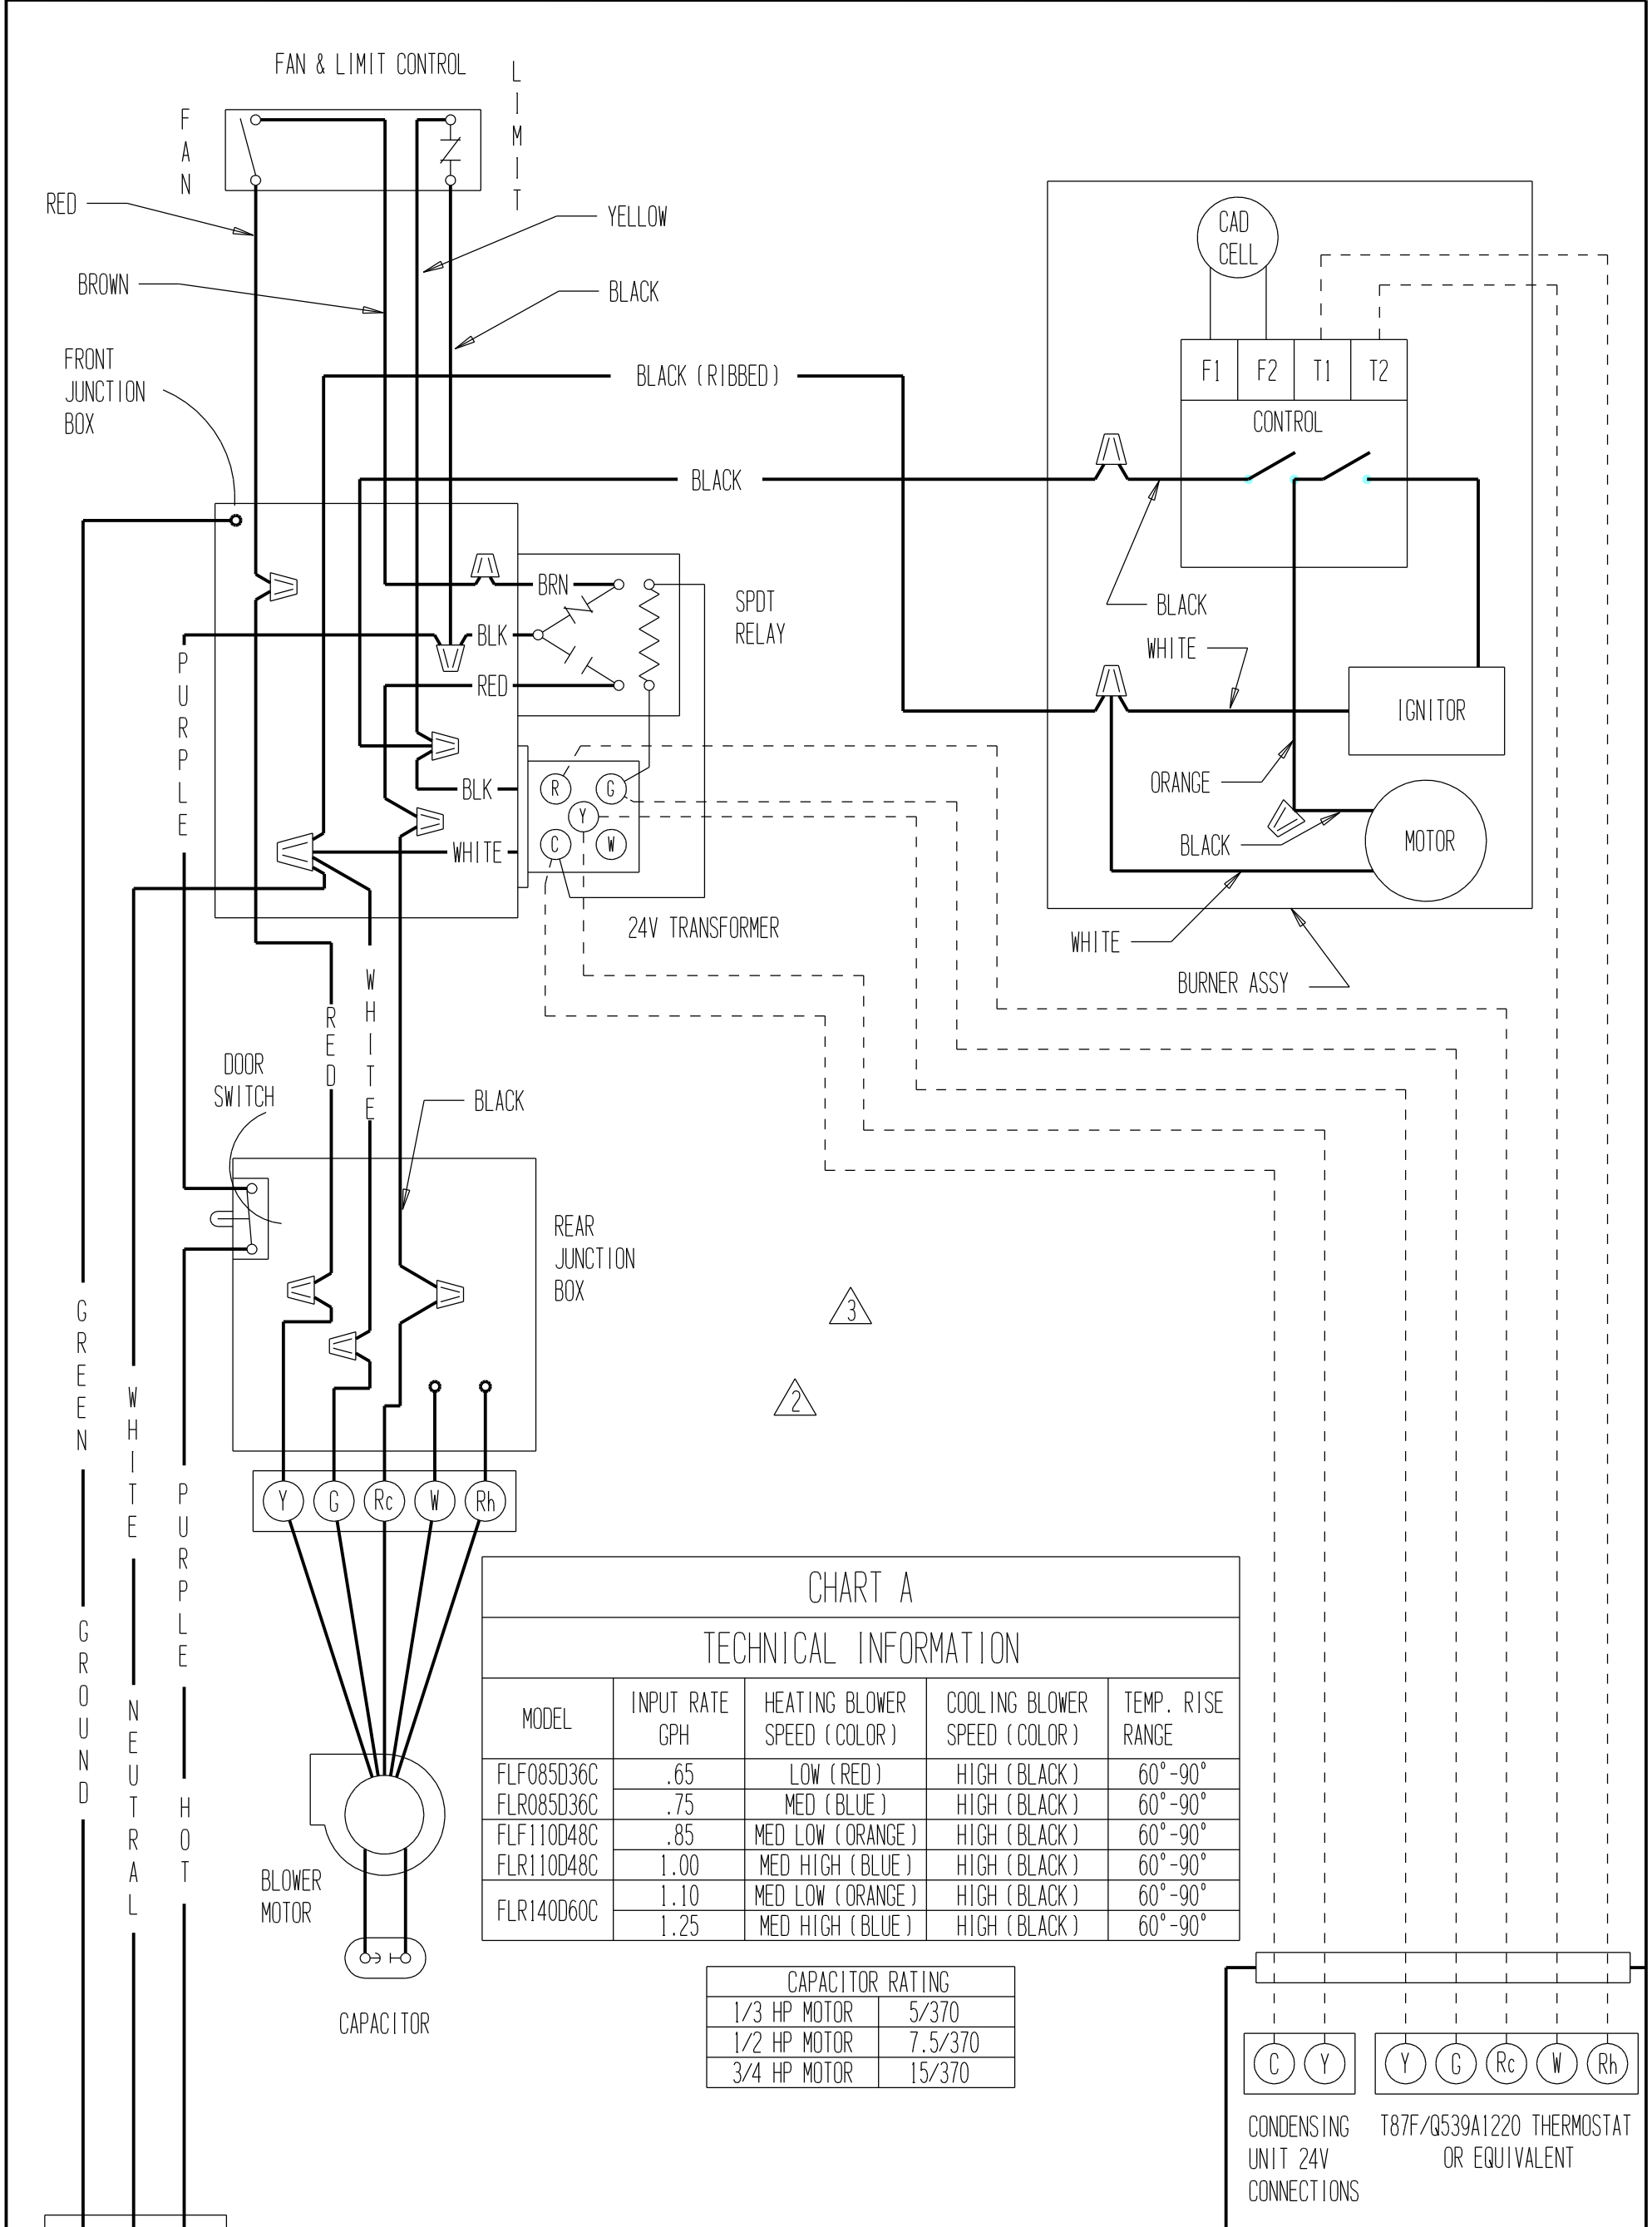 FAN & LIMIT CONTROL
FAN
LIMIT
RED
YELLOW
BROWN
BLACK
FRONT
JUNCTION
BOX
BLACK (RIBBED)
BLACK
CAD
CELL
F1 F2 T1 T2
CONTROL
BLACK
WHITE
IGNITOR
ORANGE
BLACK
MOTOR
WHITE
BURNER ASSY
BRN
BLK
RED
SPDT
RELAY
BLK
WHITE
R G
Y
C W
24V TRANSFORMER
PURPLE
RED
WHITE
DOOR
SWITCH
BLACK
REAR
JUNCTION
BOX
3
2
GREEN GROUND
WHITE NEUTRAL
PURPLE HOT
Y G Rc W Rh
BLOWER
MOTOR
CAPACITOR
CHART A
TECHNICAL INFORMATION
MODEL INPUT RATE GPH HEATING BLOWER SPEED (COLOR) COOLING BLOWER SPEED (COLOR) TEMP. RISE RANGE
FLF085D36C .65 LOW (RED) HIGH (BLACK) 60°-90°
FLR085D36C .75 MED (BLUE) HIGH (BLACK) 60°-90°
FLF110D48C .85 MED LOW (ORANGE) HIGH (BLACK) 60°-90°
FLR110D48C 1.00 MED HIGH (BLUE) HIGH (BLACK) 60°-90°
FLR140D60C 1.10 MED LOW (ORANGE) HIGH (BLACK) 60°-90°
1.25 MED HIGH (BLUE) HIGH (BLACK) 60°-90°
CAPACITOR RATING
1/3 HP MOTOR 5/370
1/2 HP MOTOR 7.5/370
3/4 HP MOTOR 15/370
C Y
CONDENSING
UNIT 24V
CONNECTIONS
Y G Rc W Rh
T87F/Q539A1220 THERMOSTAT
OR EQUIVALENT